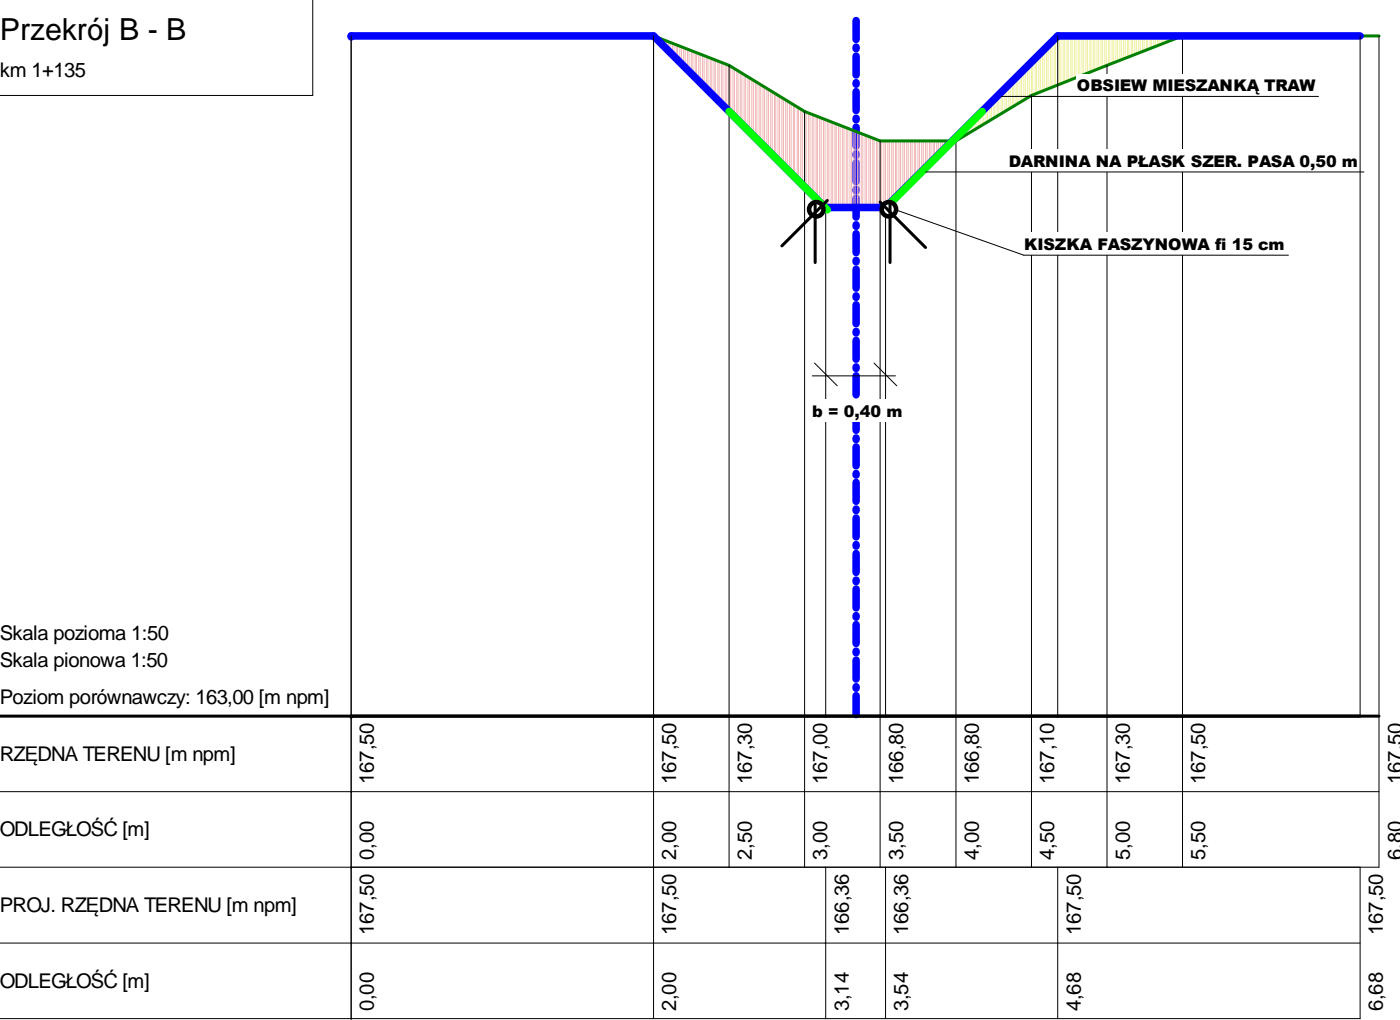 Przekrój B - B
km 1+135
OBSIEW MIESZANKĄ TRAW
DARNINA NA PŁASK SZER. PASA 0,50 m
KISZKA FASZYNOWA fi 15 cm
b = 0,40 m
Skala pozioma 1:50
Skala pionowa 1:50
Poziom porównawczy: 163,00 [m npm]
RZĘDNA TERENU [m npm] 167,50 167,50 167,30 167,00 166,80 166,80 167,10 167,30 167,50 167,50
ODLEGŁOŚĆ [m] 0,00 2,00 2,50 3,00 3,50 4,00 4,50 5,00 5,50 6,80
PROJ. RZĘDNA TERENU [m npm] 167,50 167,50 166,36 166,36 167,50 167,50
ODLEGŁOŚĆ [m] 0,00 2,00 3,14 3,54 4,68 6,68